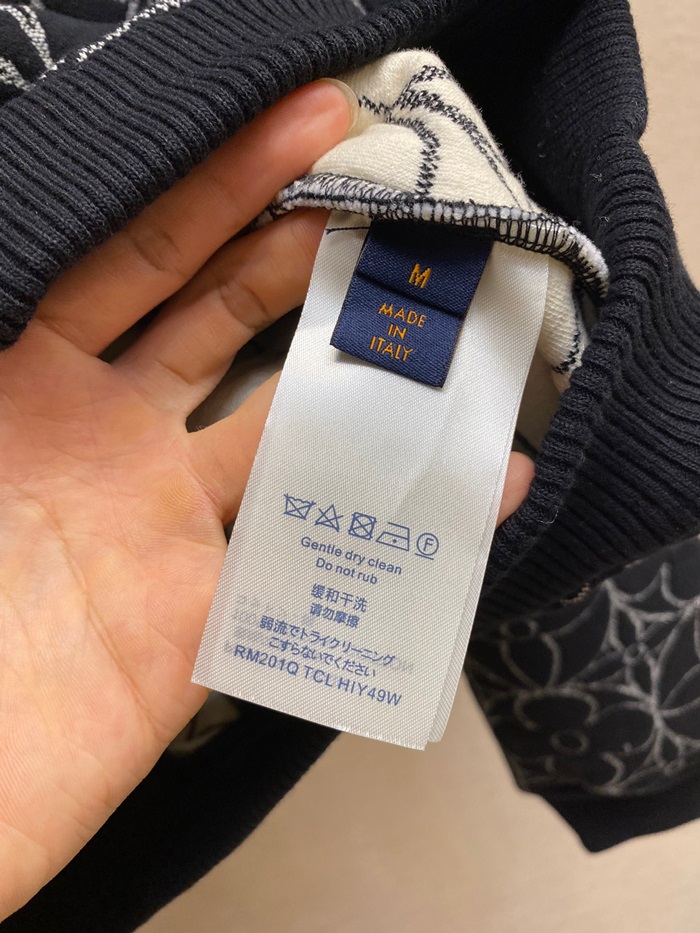 M
MADE
IN
ITALY
Gentle dry clean
Do not rub
缓和干洗
请勿摩擦
弱流でトライクリーニング
こすらないでください
RM201Q TCL HIY49W